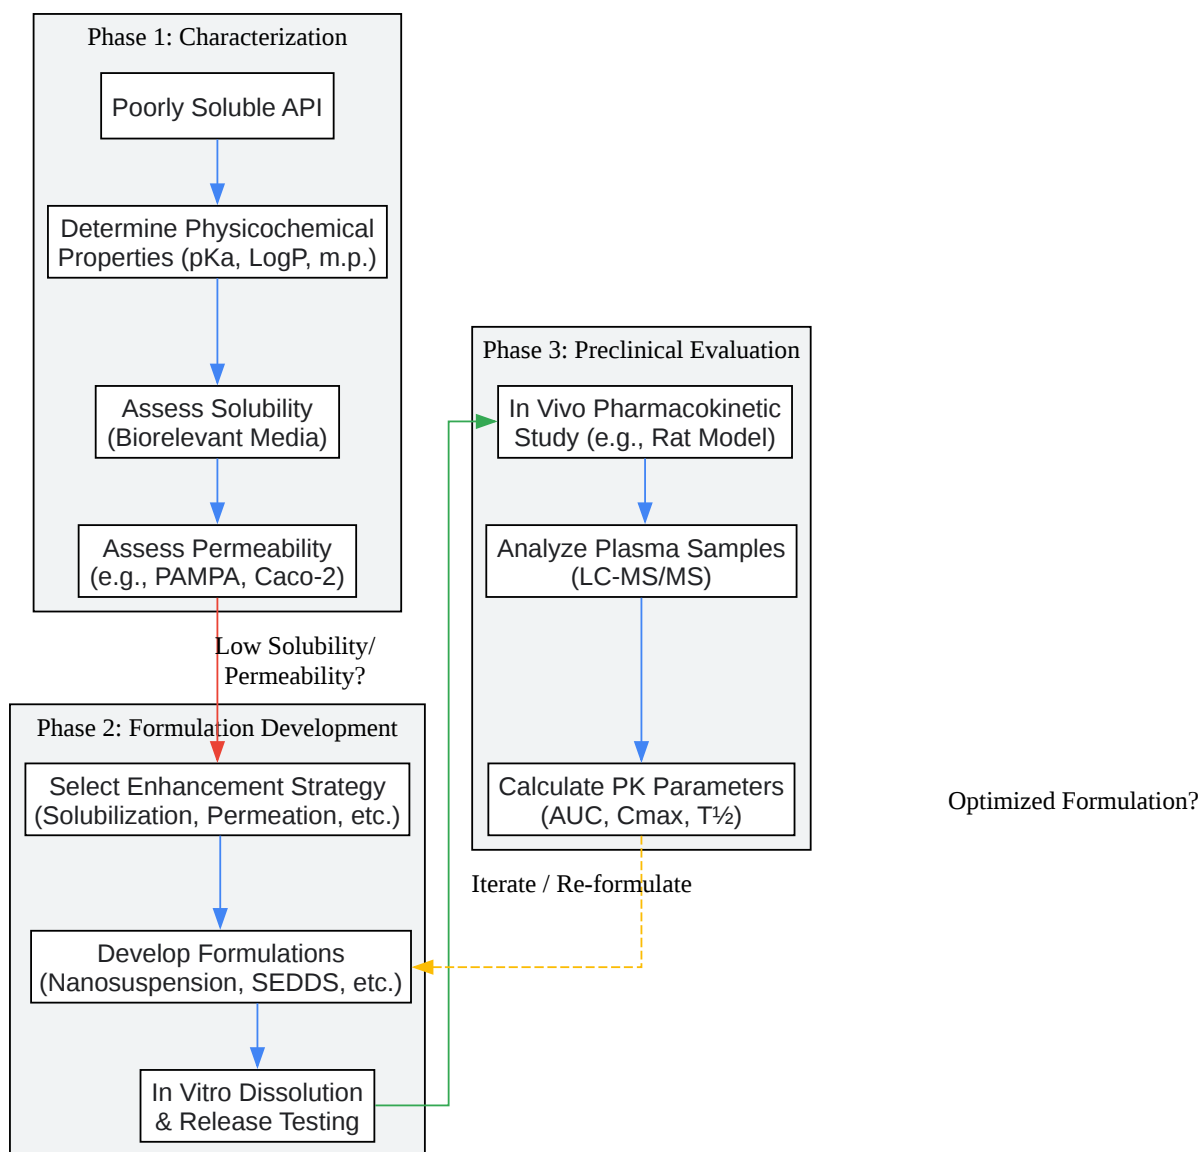 Phase 1: Characterization
Poorly Soluble API
Determine Physicochemical
Properties (pKa, LogP, m.p.)
Assess Solubility
(Biorelevant Media)
Assess Permeability
(e.g., PAMPA, Caco-2)
Low Solubility/
Permeability?
Phase 2: Formulation Development
Select Enhancement Strategy
(Solubilization, Permeation, etc.)
Develop Formulations
(Nanosuspension, SEDDS, etc.)
In Vitro Dissolution
& Release Testing
Phase 3: Preclinical Evaluation
In Vivo Pharmacokinetic
Study (e.g., Rat Model)
Analyze Plasma Samples
(LC-MS/MS)
Calculate PK Parameters
(AUC, Cmax, T½)
Iterate / Re-formulate
Optimized Formulation?